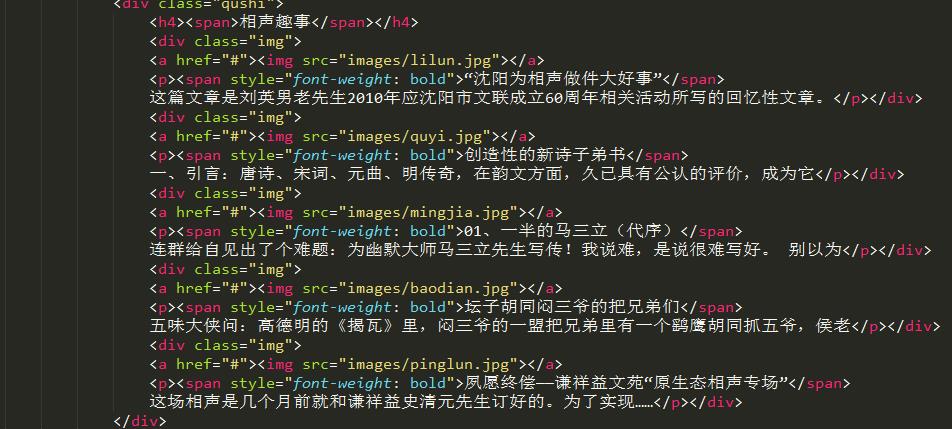 <div class="qushi">
<h4><span>相声趣事</span></h4>
<div class="img">
<a href="#"><img src="images/lilun.jpg"></a>
<p><span style="font-weight: bold">“沈阳为相声做件大好事”</span>
这篇文章是刘英男老先生2010年应沈阳市文联成立60周年相关活动所写的回忆性文章。</p></div>
<div class="img">
<a href="#"><img src="images/quyi.jpg"></a>
<p><span style="font-weight: bold">创造性的新诗子弟书</span>
一、引言：唐诗、宋词、元曲、明传奇，在韵文方面，久已具有公认的评价，成为它</p></div>
<div class="img">
<a href="#"><img src="images/mingjia.jpg"></a>
<p><span style="font-weight: bold">01、一半的马三立（代序）</span>
连群给自见出了个难题：为幽默大师马三立先生写传！我说难，是说很难写好。 别以为</p></div>
<div class="img">
<a href="#"><img src="images/baodian.jpg"></a>
<p><span style="font-weight: bold">坛子胡同闷三爷的把兄弟们</span>
五味大侠问：高德明的《揭瓦》里，闷三爷的一盟把兄弟里有一个鹞鹰胡同抓五爷，侯老</p></div>
<div class="img">
<a href="#"><img src="images/pinglun.jpg"></a>
<p><span style="font-weight: bold">夙愿终偿——谦祥益文苑“原生态相声专场”</span>
这场相声是几个月前就和谦祥益史清元先生订好的。为了实现……</p></div>
</div>